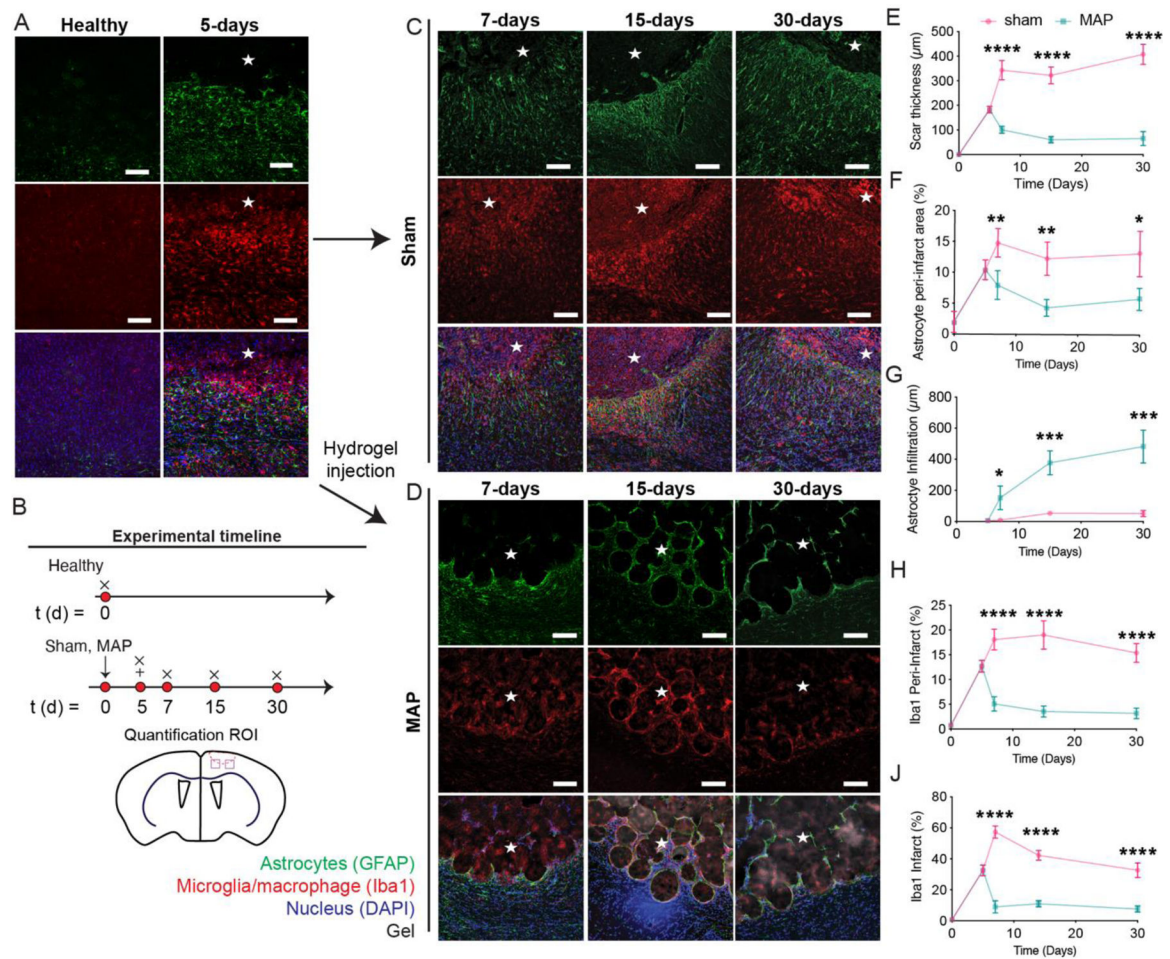 A
Healthy
5-days
B
Hydrogel
injection
Experimental timeline
Healthy
×
t (d) =
0
Sham, MAP
×
+
×
×
×
t (d) =
0
5
7
15
30
Quantification ROI
Astrocytes (GFAP)
Microglia/macrophage (Iba1)
Nucleus (DAPI)
Gel
C
7-days
15-days
30-days
Sham
D
7-days
15-days
30-days
MAP
E
sham
MAP
Scar thickness (µm)
500
400
300
200
100
0
****
****
****
0
10
20
30
Time (Days)
F
Astrocyte peri-infarct area (%)
20
15
10
5
0
**
**
*
0
10
20
30
Time (Days)
G
Astroctye Infiltration (µm)
800
600
400
200
0
*
***
***
0
10
20
30
Time (Days)
H
Iba1 Peri-Infarct (%)
25
20
15
10
5
0
****
****
****
0
10
20
30
Time (Days)
J
Iba1 Infarct (%)
80
60
40
20
0
****
****
****
0
10
20
30
Time (Days)